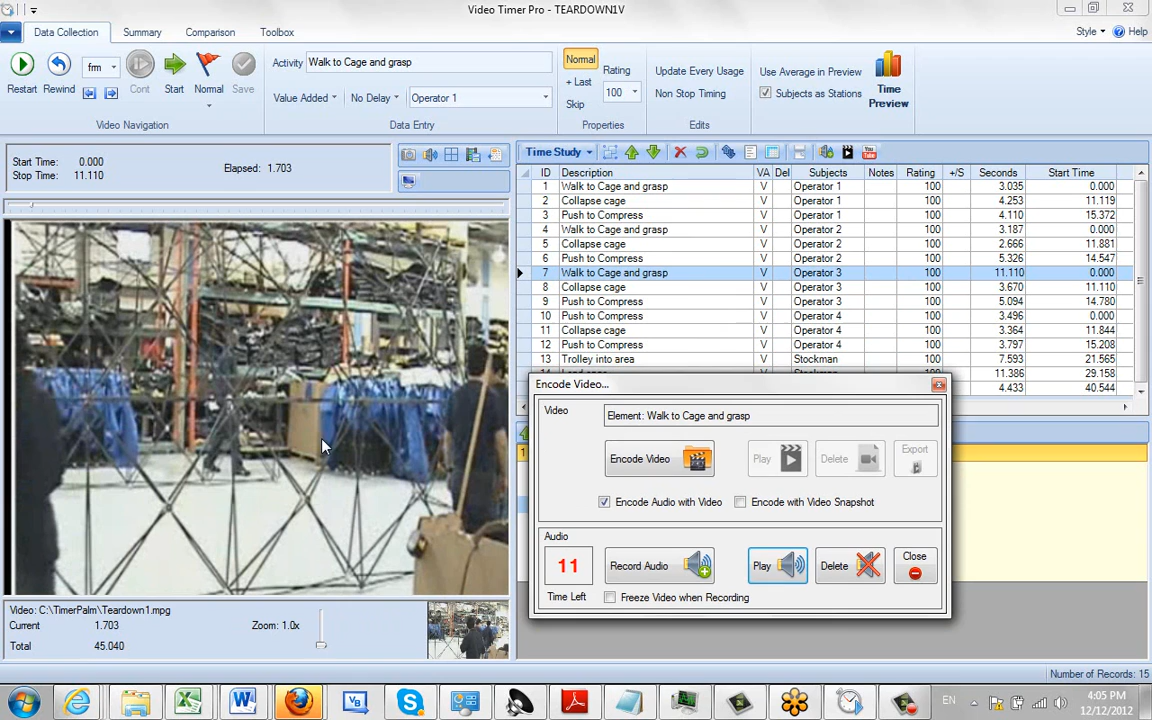 Video Timer Pro - TEARDOWN1V
Data Collection Summary Comparison Toolbox Style Help
Restart Rewind frm Cont Start Normal Save
Video Navigation
Activity Walk to Cage and grasp
Value Added No Delay Operator 1
Data Entry
Normal
+ Last
Skip
Rating
100
Properties
Update Every Usage
Non Stop Timing
Edits
Use Average in Preview
Subjects as Stations
Time
Preview
Start Time: 0.000
Stop Time: 11.110
Elapsed: 1.703
Time Study
You
Tube
ID Description VA Del Subjects Notes Rating +/S Seconds Start Time
1 Walk to Cage and grasp V Operator 1 100 3.035 0.000
2 Collapse cage V Operator 1 100 4.253 11.119
3 Push to Compress V Operator 1 100 4.110 15.372
4 Walk to Cage and grasp V Operator 2 100 3.187 0.000
5 Collapse cage V Operator 2 100 2.666 11.881
6 Push to Compress V Operator 2 100 5.326 14.547
7 Walk to Cage and grasp V Operator 3 100 11.110 0.000
8 Collapse cage V Operator 3 100 3.670 11.110
9 Push to Compress V Operator 3 100 5.094 14.780
10 Push to Compress V Operator 4 100 3.496 0.000
11 Collapse cage V Operator 4 100 3.364 11.844
12 Push to Compress V Operator 4 100 3.797 15.208
13 Trolley into area V Stockman 100 7.593 21.565
11.386 29.158
4.433 40.544
1
Encode Video...
Video Element: Walk to Cage and grasp
Encode Video Play Delete Export
Encode Audio with Video Encode with Video Snapshot
Audio
11 Record Audio Play Delete Close
Time Left Freeze Video when Recording
Video: C:\TimerPalm\Teardown1.mpg
Current 1.703 Zoom: 1.0x
Total 45.040
Number of Records: 15
EN
4:05 PM
12/12/2012